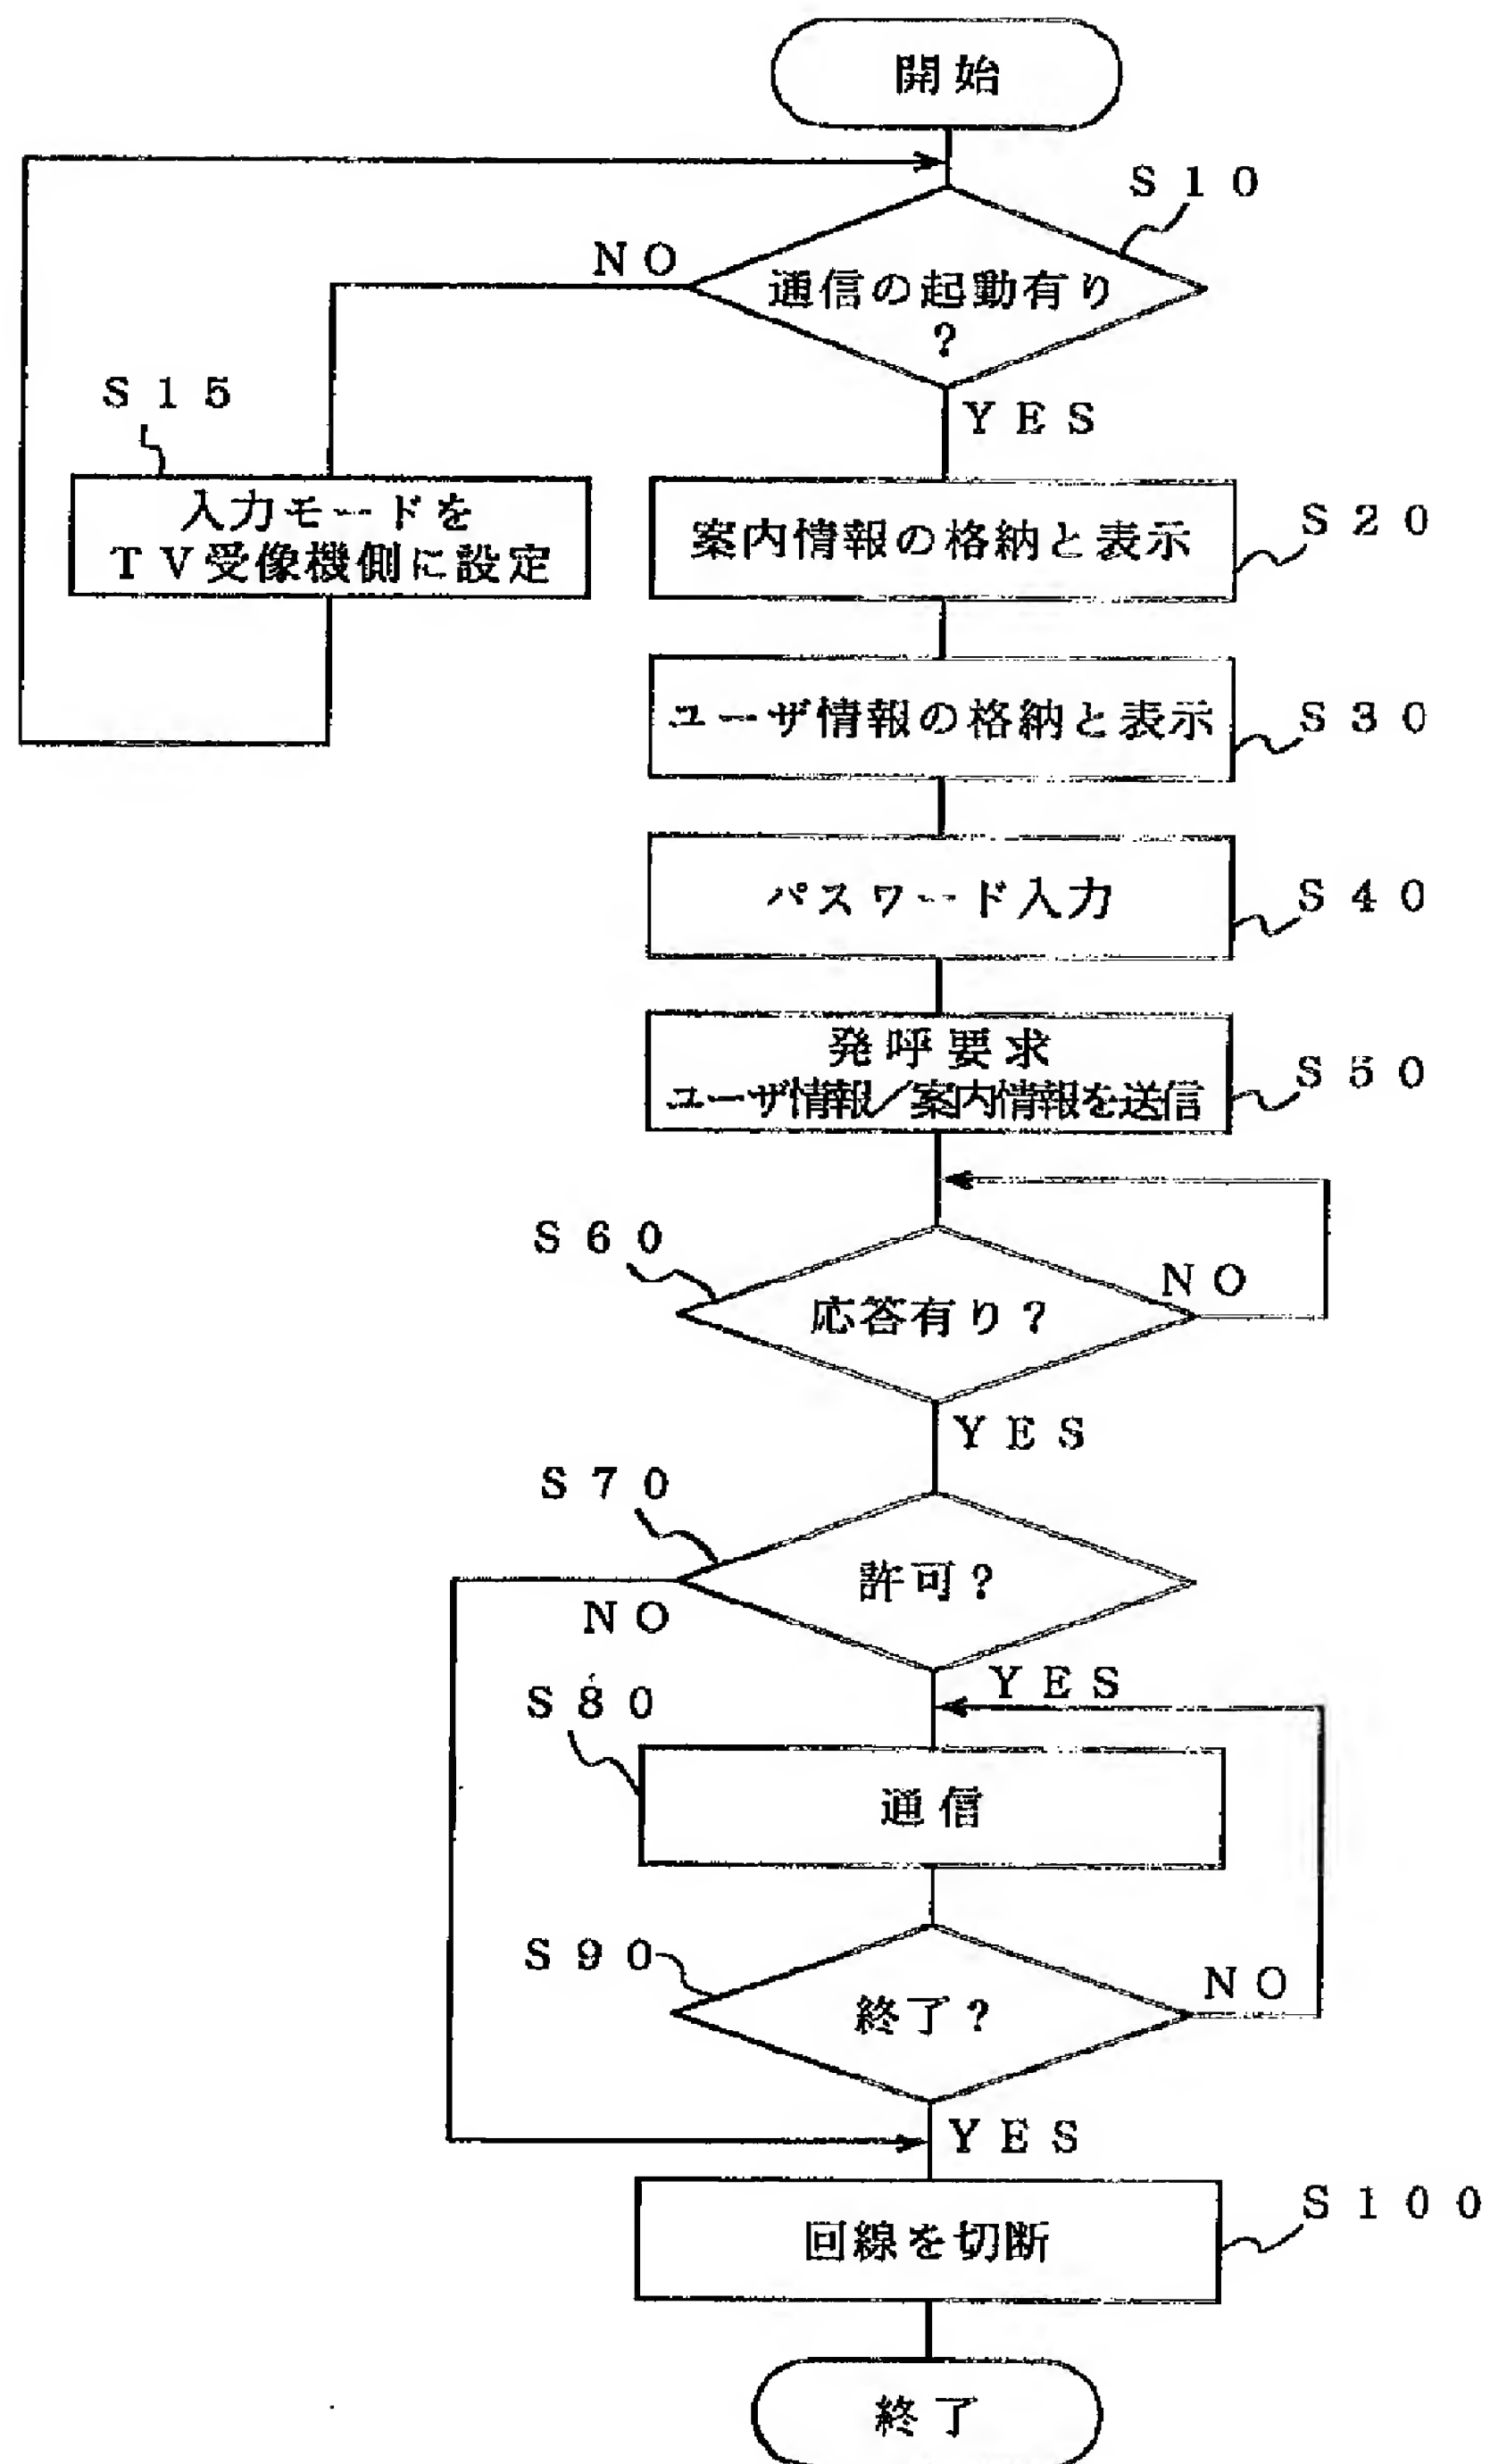 開始
S10
NO
通信の起動有り
?
YES
S15
入力モードを
TV受像機側に設定
案内情報の格納と表示
S20
ユーザ情報の格納と表示
S30
パスワード入力
S40
発呼要求
ユーザ情報/案内情報を送信
S50
S60
応答有り?
NO
YES
S70
許可?
NO
YES
S80
通信
S90
終了?
NO
YES
回線を切断
S100
終了